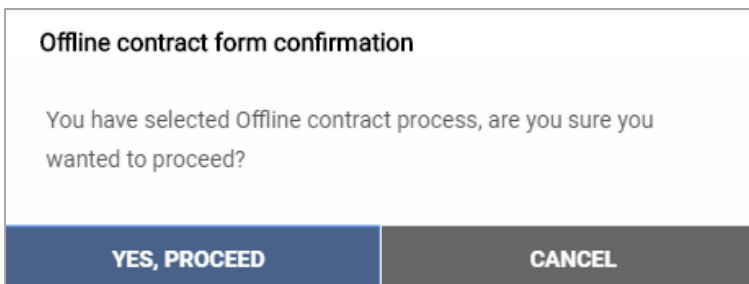 Offline contract form confirmation
You have selected Offline contract process, are you sure you
wanted to proceed?
YES, PROCEED
CANCEL